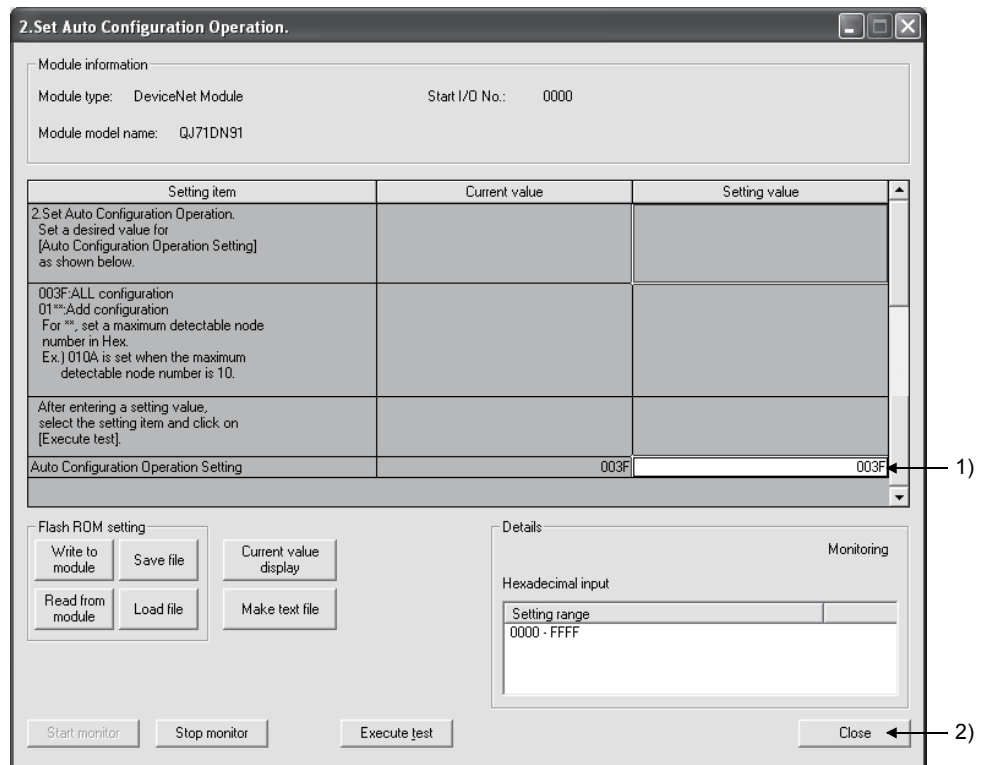 2.Set Auto Configuration Operation.
Module information
Module type: DeviceNet Module Start I/O No.: 0000
Module model name: QJ71DN91
Setting item Current value Setting value
2.Set Auto Configuration Operation.
Set a desired value for
[Auto Configuration Operation Setting]
as shown below.
003F:ALL configuration
01**:Add configuration
For **, set a maximum detectable node
number in Hex.
Ex.) 010A is set when the maximum
detectable node number is 10.
After entering a setting value,
select the setting item and click on
[Execute test].
Auto Configuration Operation Setting 003F 003F 1)
Flash ROM setting
Write to
module
Save file
Current value
display
Read from
module
Load file
Make text file
Details
Monitoring
Hexadecimal input
Setting range
0000 - FFFF
Start monitor Stop monitor Execute test Close 2)